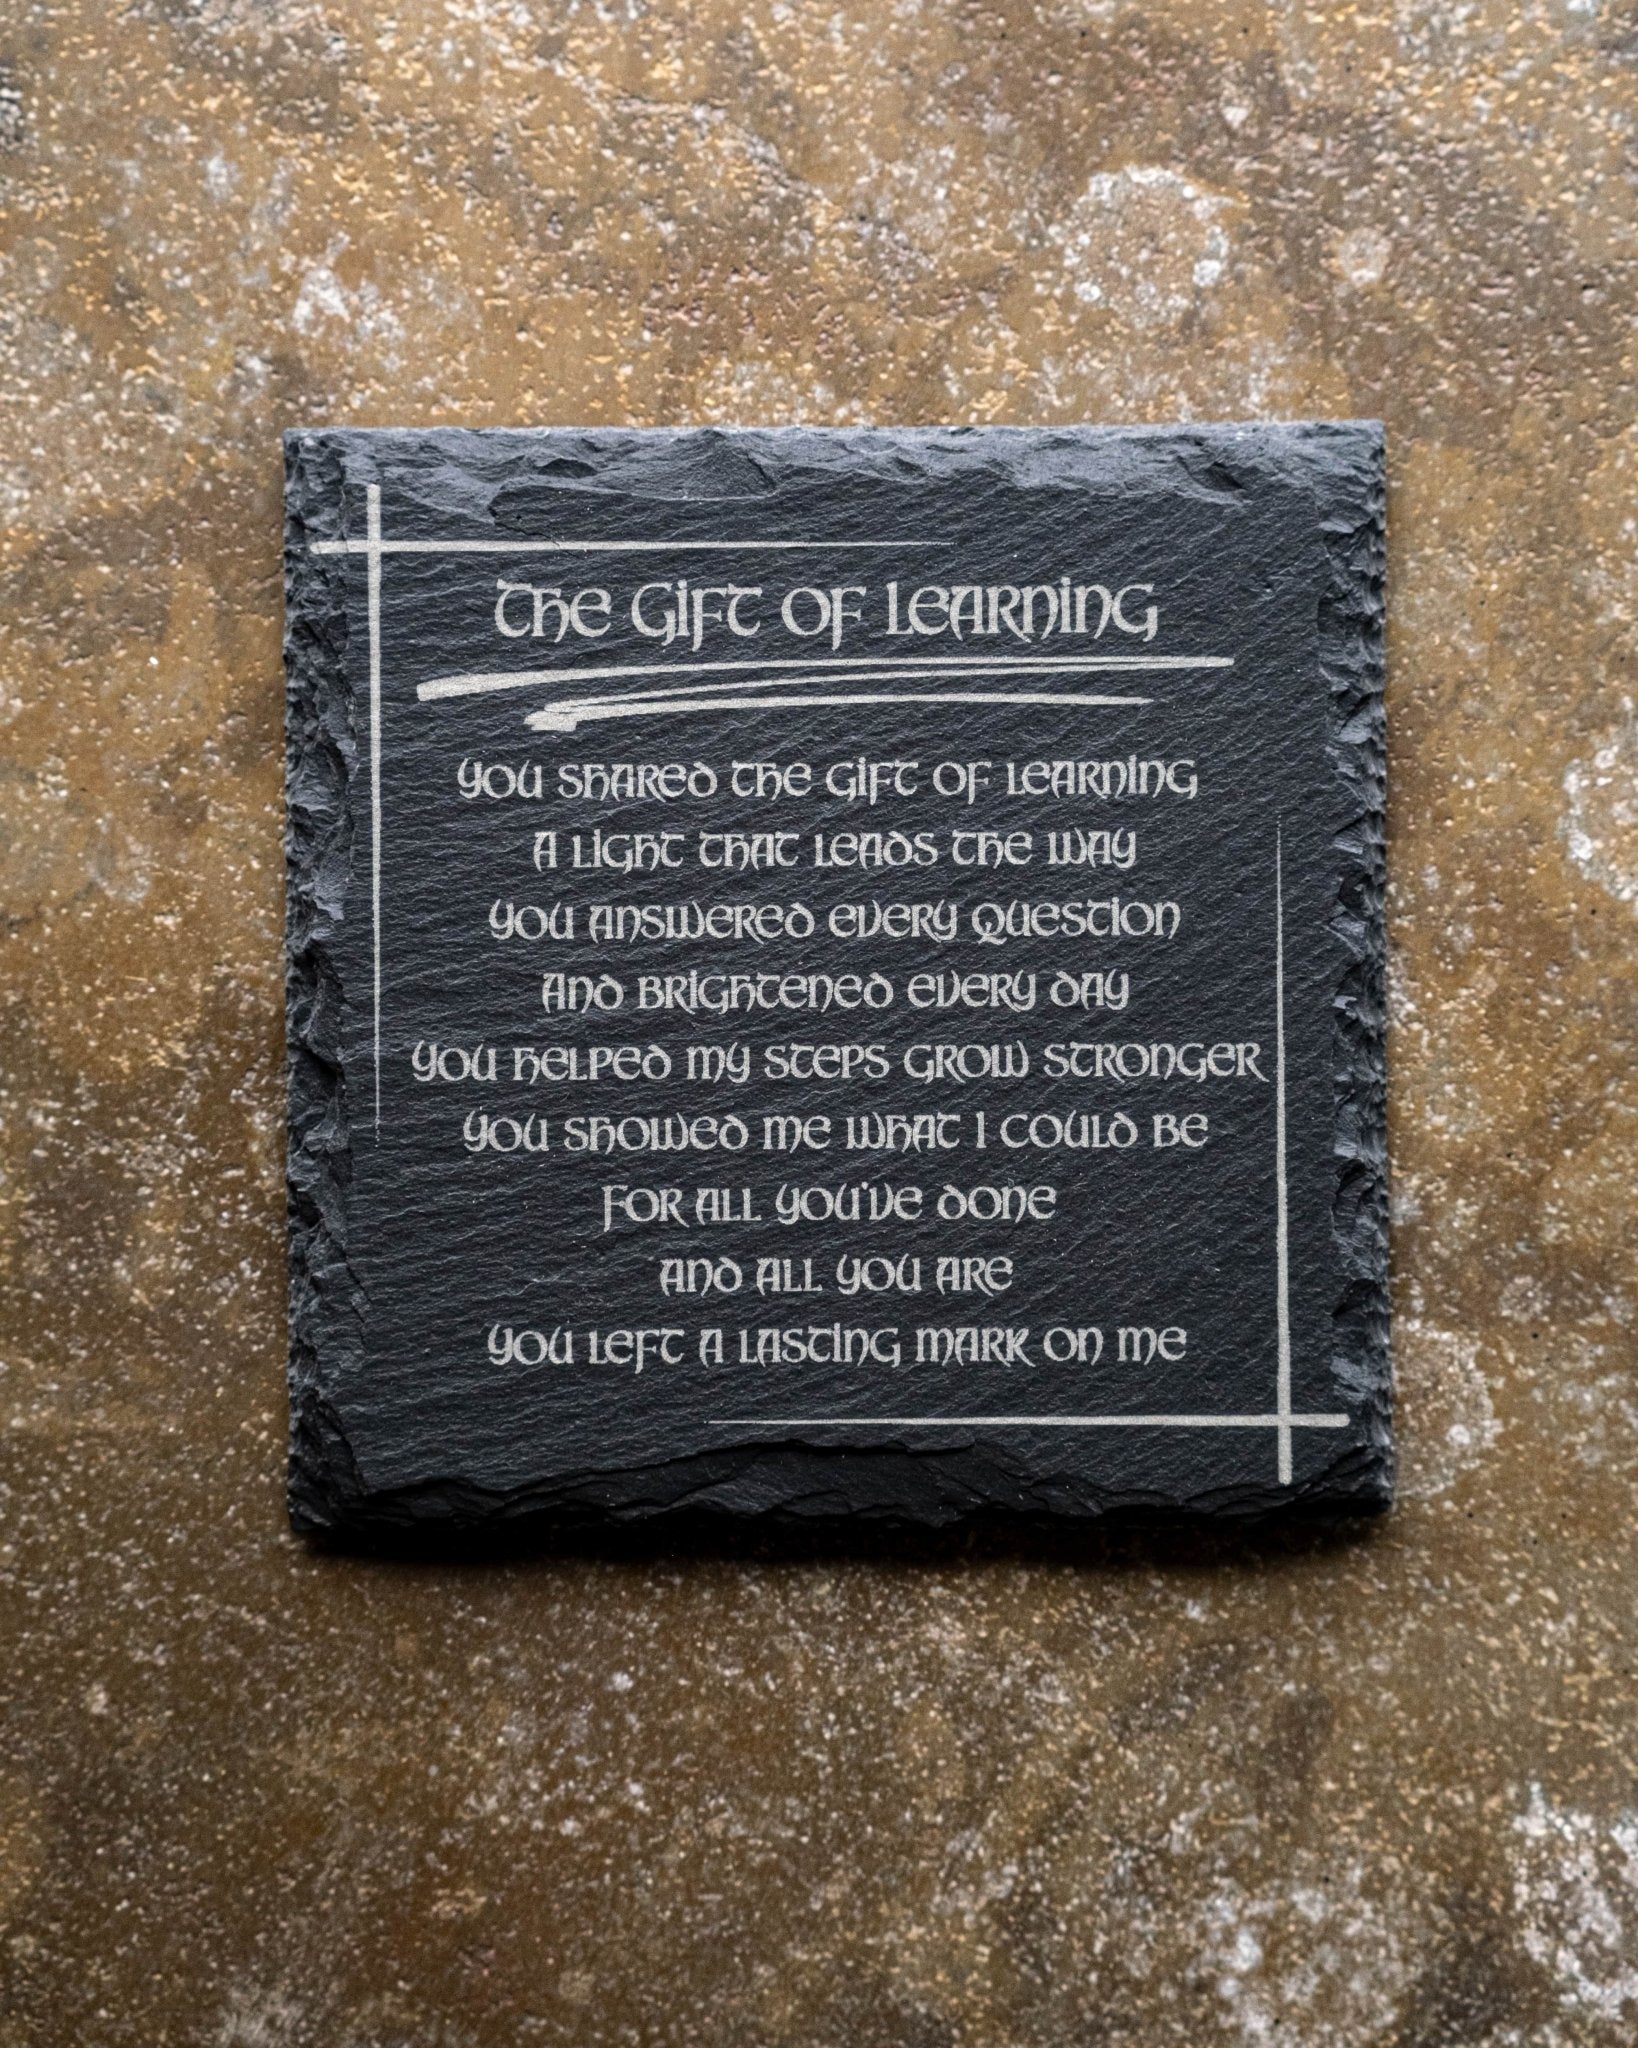 The Gift of Learning
You shared the gift of learning
A light that leads the way
You answered every question
And brightened every day
You helped my steps grow stronger
You showed me what I could be
For all you've done
and all you are
You left a lasting mark on me